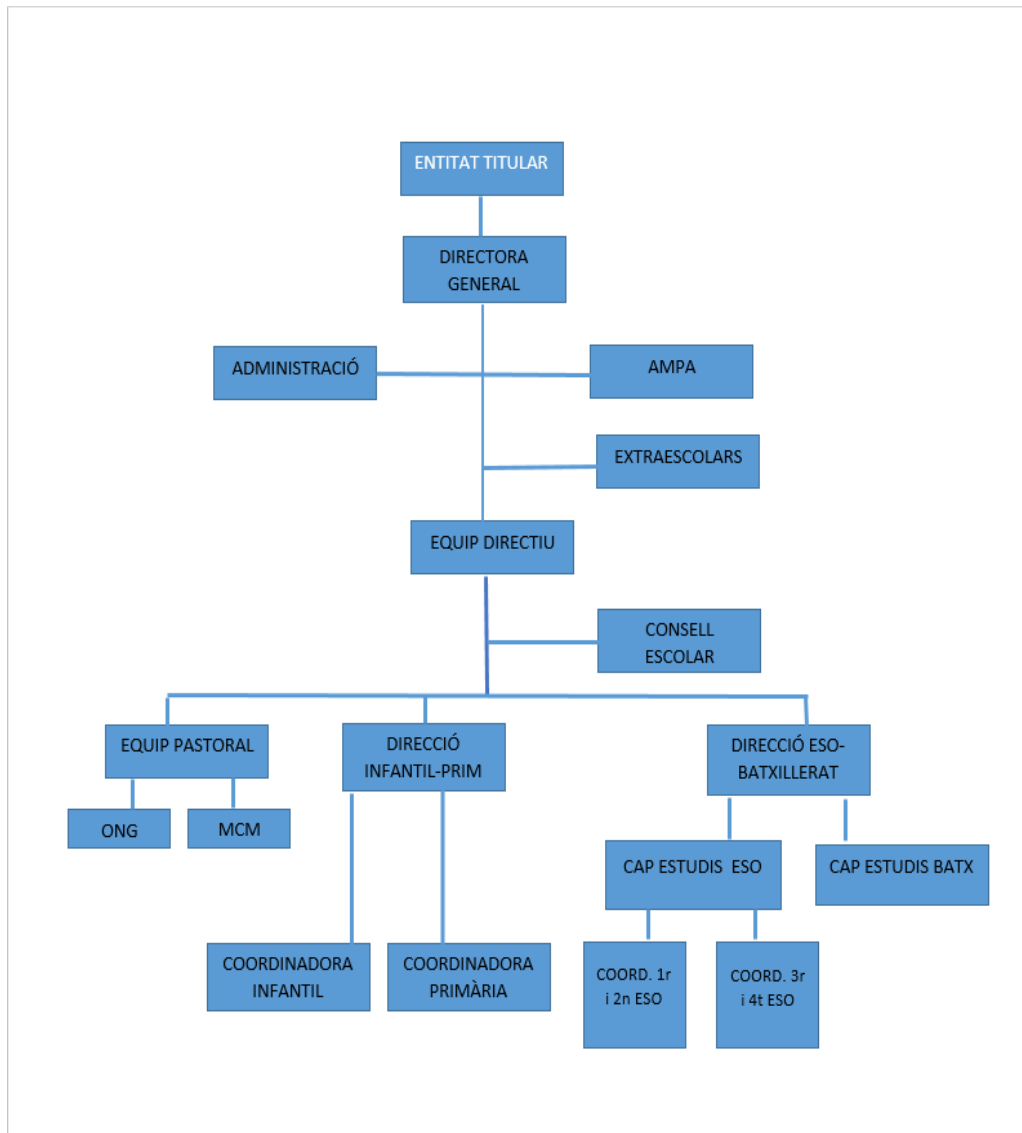 ENTITAT TITULAR
DIRECTORA
GENERAL
ADMINISTRACIÓ
AMPA
EXTRAESCOLARS
EQUIP DIRECTIU
CONSELL
ESCOLAR
EQUIP PASTORAL
DIRECCIÓ
INFANTIL-PRIM
DIRECCIÓ ESO-
BATXILLERAT
ONG
MCM
CAP ESTUDIS ESO
CAP ESTUDIS BATX
COORDINADORA
INFANTIL
COORDINADORA
PRIMÀRIA
COORD. 1r
i 2n ESO
COORD. 3r
i 4t ESO